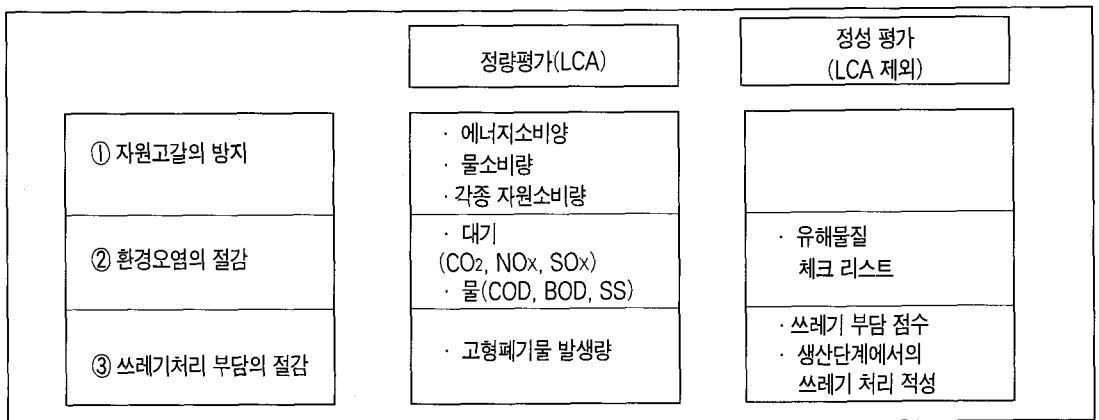 정량평가(LCA)
정성 평가
(LCA 제외)
① 자원고갈의 방지
· 에너지소비양
· 물소비량
· 각종 자원소비량
② 환경오염의 절감
· 대기
(CO₂, NOx, SOx)
· 물(COD, BOD, SS)
· 유해물질
체크 리스트
③ 쓰레기처리 부담의 절감
· 고형폐기물 발생량
· 쓰레기 부담 점수
· 생산단계에서의
쓰레기 처리 적성